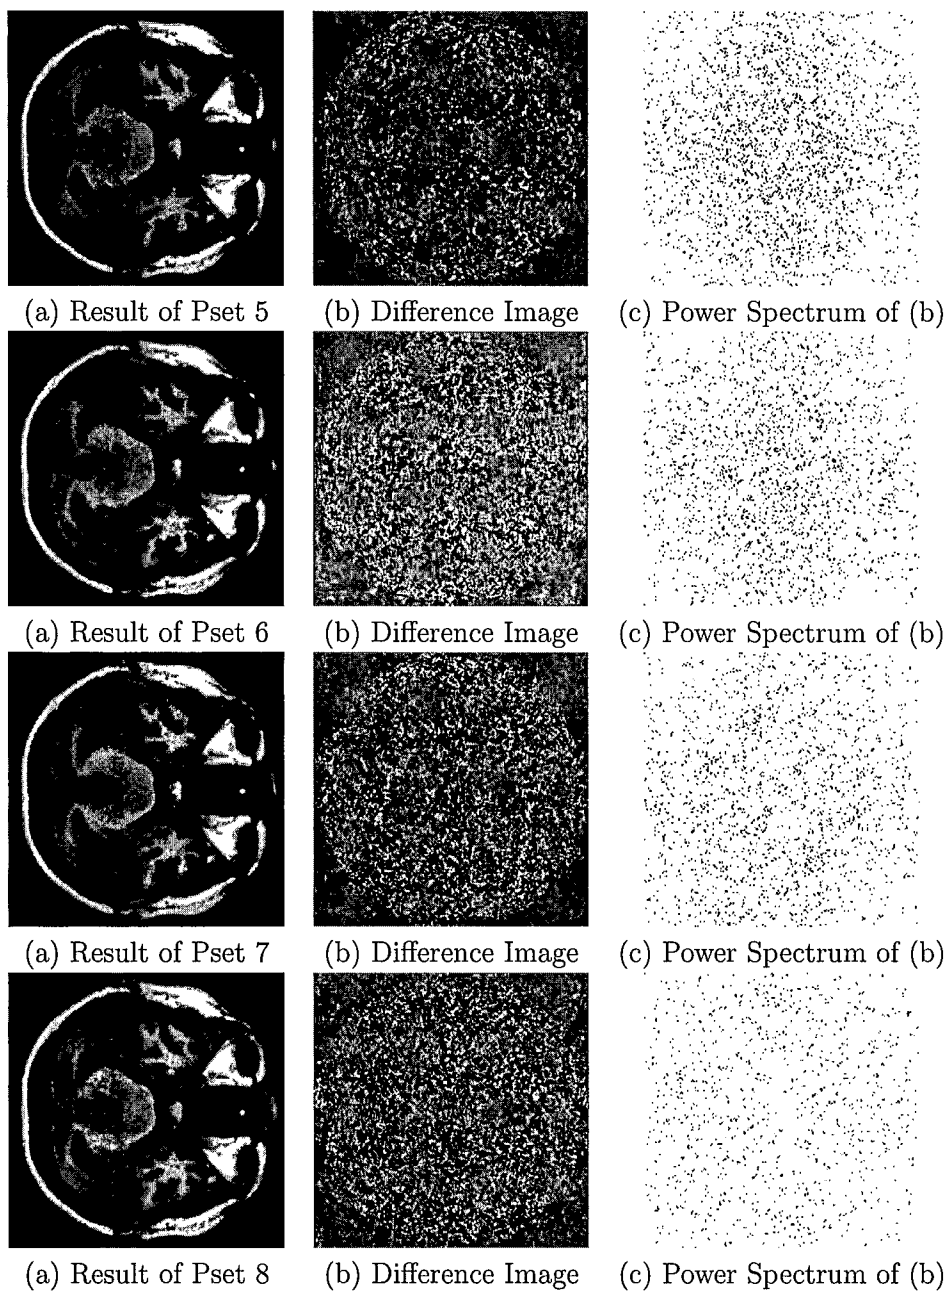 (a) Result of Pset 5 (b) Difference Image (c) Power Spectrum of (b)
(a) Result of Pset 6 (b) Difference Image (c) Power Spectrum of (b)
(a) Result of Pset 7 (b) Difference Image (c) Power Spectrum of (b)
(a) Result of Pset 8 (b) Difference Image (c) Power Spectrum of (b)